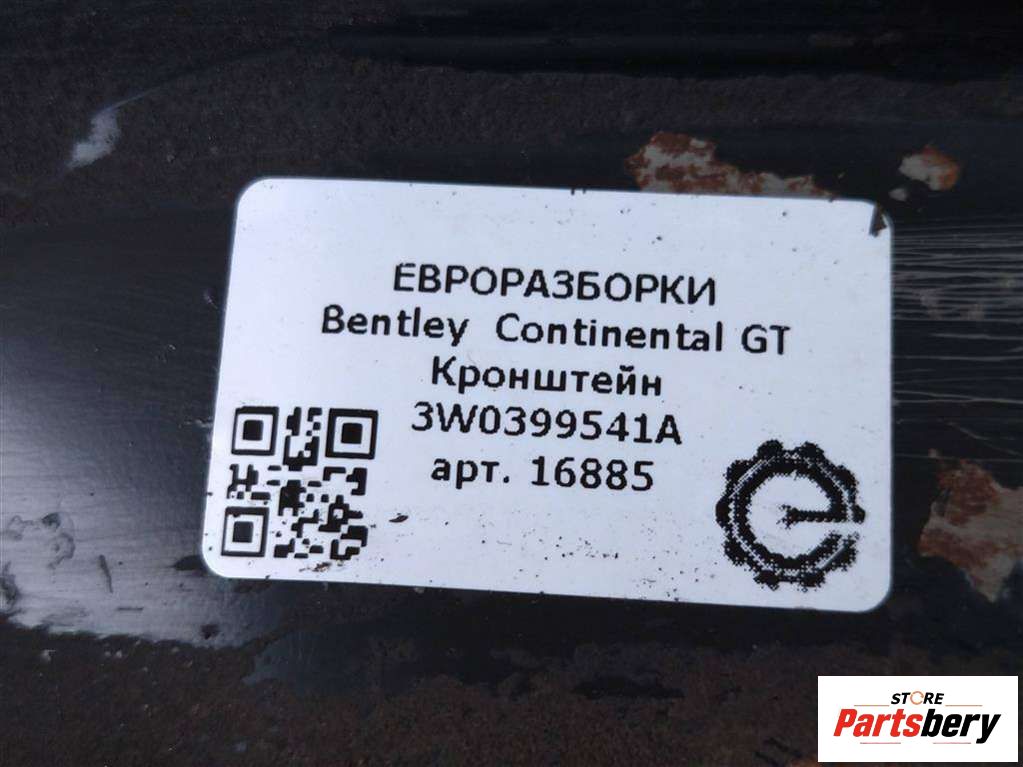 ЕВРОРАЗБОРКИ
Bentley Continental GT
Кронштейн
3W0399541A
арт. 16885
STORE
Partsbery